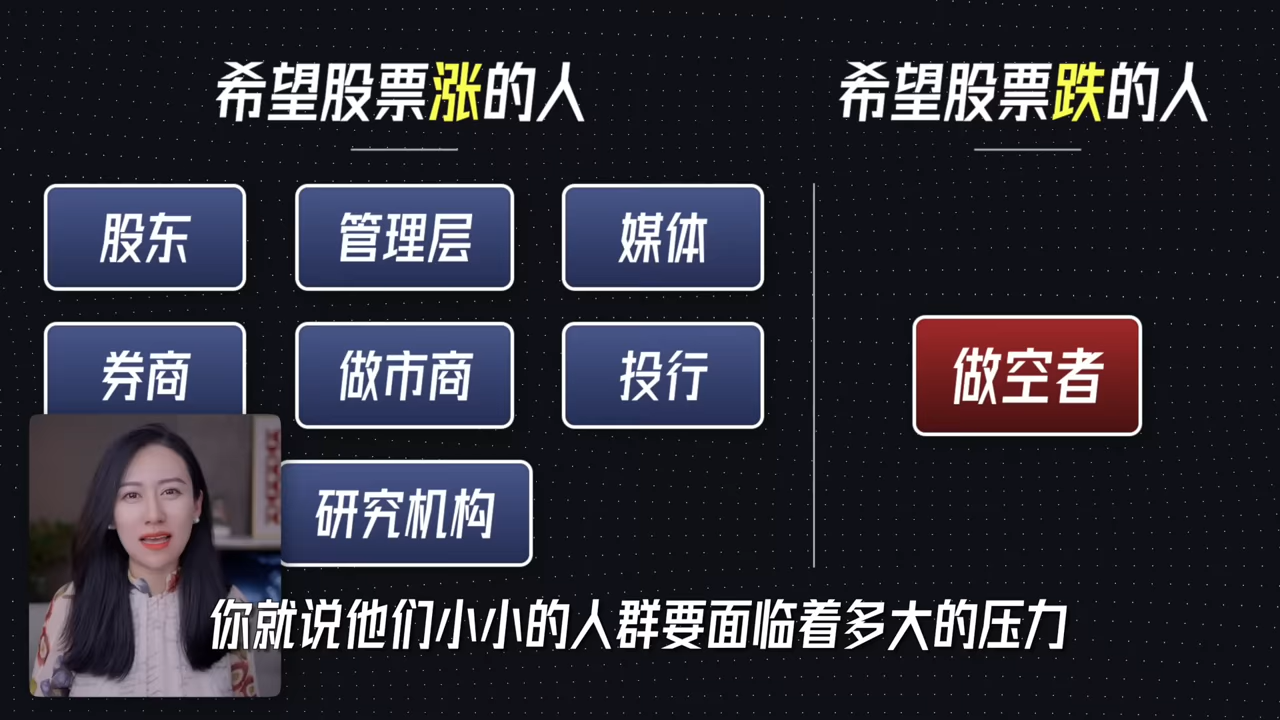 希望股票涨的人
希望股票跌的人
股东
管理层
媒体
券商
做市商
投行
做空者
研究机构
你就说他们小小的人群要面临着多大的压力